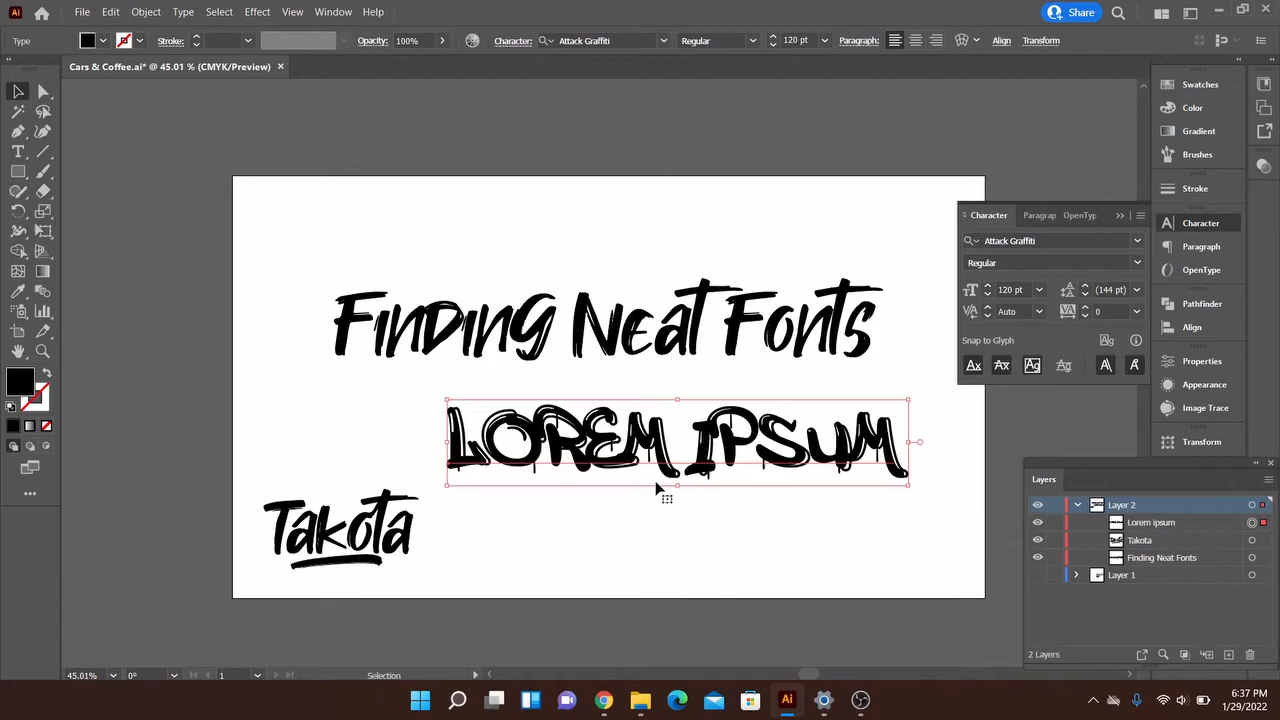 Ai File Edit Object Type Select Effect View Window Help Share
Type Stroke: Opacity: 100% Character: Attack Graffiti Regular 120 pt Paragraph: Align Transform
Cars & Coffee.ai* @ 45.01 % (CMYK/Preview)
Swatches
Color
Gradient
Brushes
Stroke
Character
Paragraph
OpenType
Pathfinder
Align
Properties
Appearance
Image Trace
Transform
Character Paragrap OpenTyp
Attack Graffiti
Regular
120 pt (144 pt)
Auto 0
Snap to Glyph
Finding Neat Fonts
LOREM IPSUM
Takota
Layers
Layer 2
Lorem ipsum
Takota
Finding Neat Fonts
Layer 1
2 Layers
45.01% 0° 1 Selection
Ai
6:37 PM
1/29/2022